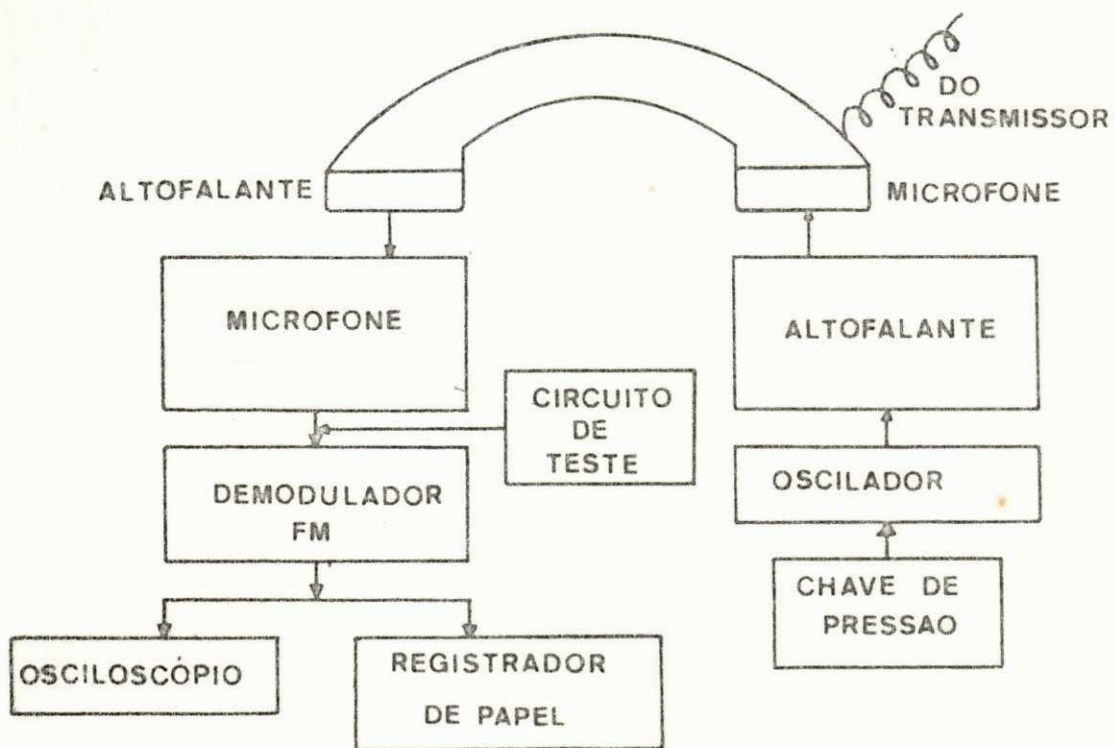 DO
TRANSMISSOR
ALTOFALANTE
MICROFONE
MICROFONE
ALTOFALANTE
CIRCUITO
DE
TESTE
DEMODULADOR
FM
OSCILADOR
CHAVE DE
PRESSAO
OSCILOSCÓPIO
REGISTRADOR
DE PAPEL